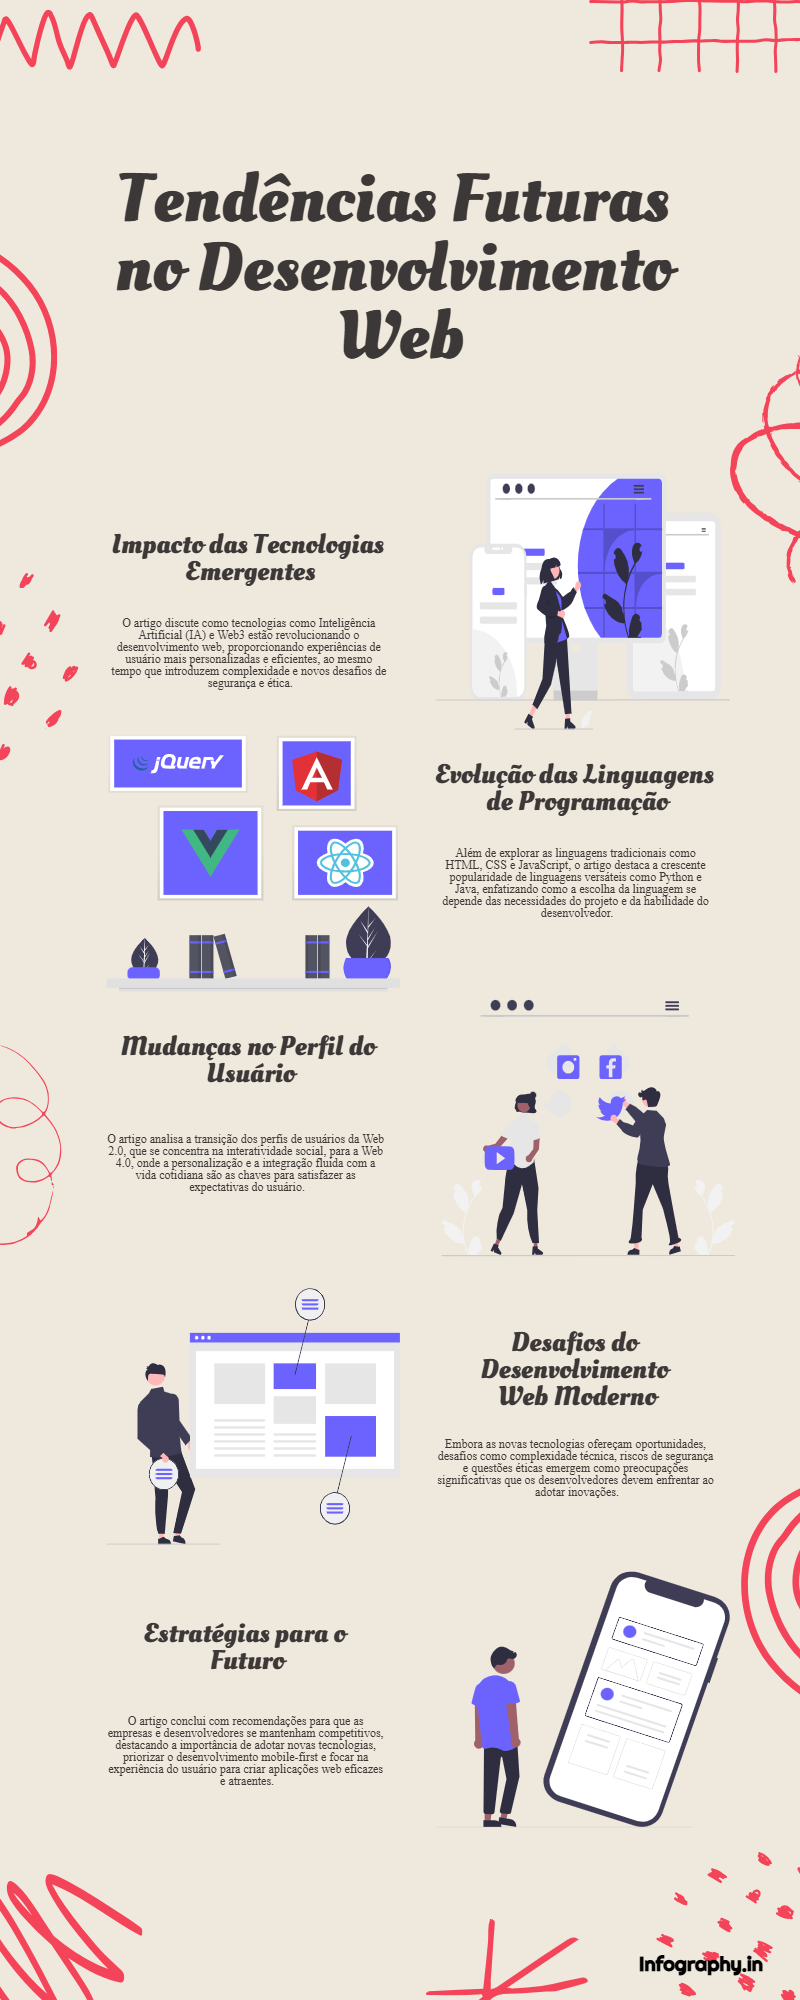 Tendências Futuras
no Desenvolvimento
Web
Impacto das Tecnologias
Emergentes
O artigo discute como tecnologias como Inteligência
Artificial (IA) e Web3 estão revolucionando o
desenvolvimento web, proporcionando experiências de
usuário mais personalizadas e eficientes, ao mesmo
tempo que introduzem complexidade e novos desafios de
segurança e ética.
jQuery
A
Evolução das Linguagens
de Programação
Além de explorar as linguagens tradicionais como
HTML, CSS e JavaScript, o artigo destaca a crescente
popularidade de linguagens versáteis como Python e
Java, enfatizando como a escolha da linguagem se
depende das necessidades do projeto e da habilidade do
desenvolvedor.
Mudanças no Perfil do
Usuário
O artigo analisa a transição dos perfis de usuários da Web
2.0, que se concentra na interatividade social, para a Web
4.0, onde a personalização e a integração fluida com a
vida cotidiana são as chaves para satisfazer as
expectativas do usuário.
Desafios do
Desenvolvimento
Web Moderno
Embora as novas tecnologias ofereçam oportunidades,
desafios como complexidade técnica, riscos de segurança
e questões éticas emergem como preocupações
significativas que os desenvolvedores devem enfrentar ao
adotar inovações.
Estratégias para o
Futuro
O artigo conclui com recomendações para que as
empresas e desenvolvedores se mantenham competitivos,
destacando a importância de adotar novas tecnologias,
priorizar o desenvolvimento mobile-first e focar na
experiência do usuário para criar aplicações web eficazes
e atraentes.
Infography.in